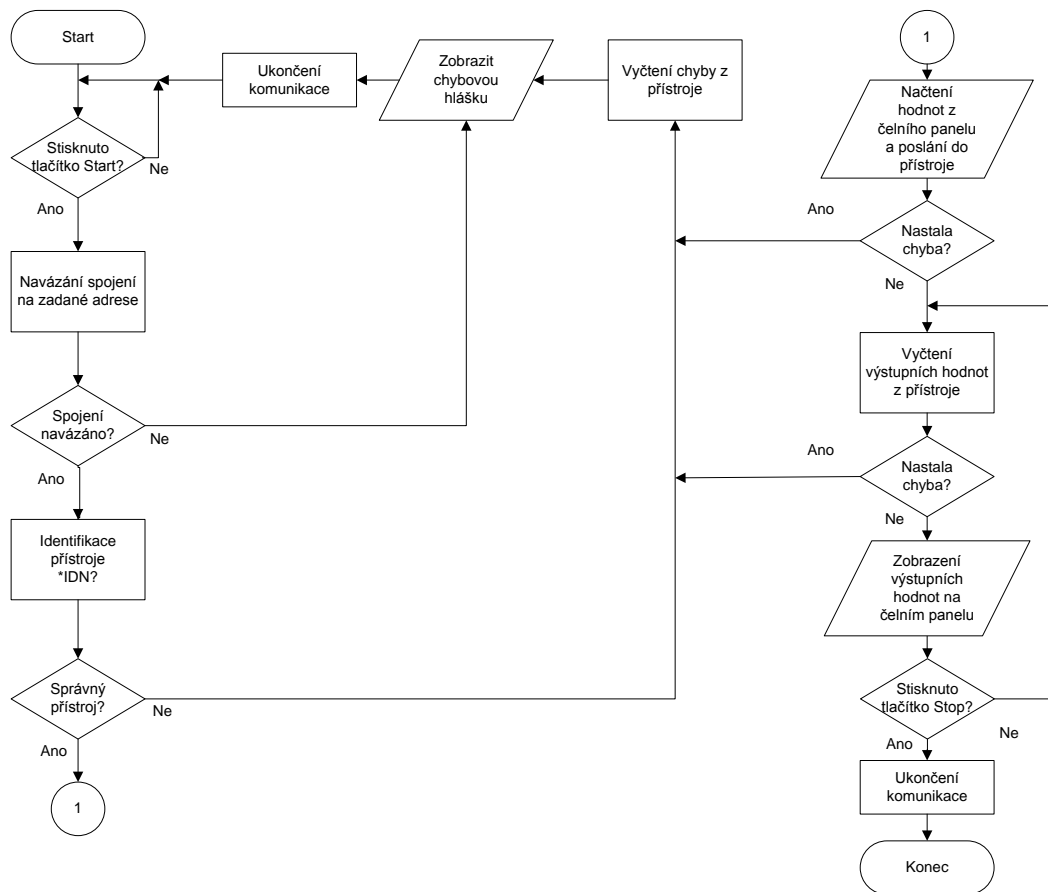 Start
Stisknuto
tlačítko Start?
Ne
Ano
Navázání spojení
na zadané adrese
Spojení
navázáno?
Ne
Ano
Identifikace
přístroje
*IDN?
Správný
přístroj?
Ne
Ano
1
Ukončení
komunikace
Zobrazit
chybovou
hlášku
Vyčtení chyby z
přístroje
1
Načtení
hodnot z
čelního panelu
a poslání do
přístroje
Ano
Nastala
chyba?
Ne
Vyčtení
výstupních hodnot
z přístroje
Ano
Nastala
chyba?
Ne
Zobrazení
výstupních
hodnot na
čelním panelu
Stisknuto
tlačítko Stop?
Ne
Ano
Ukončení
komunikace
Konec